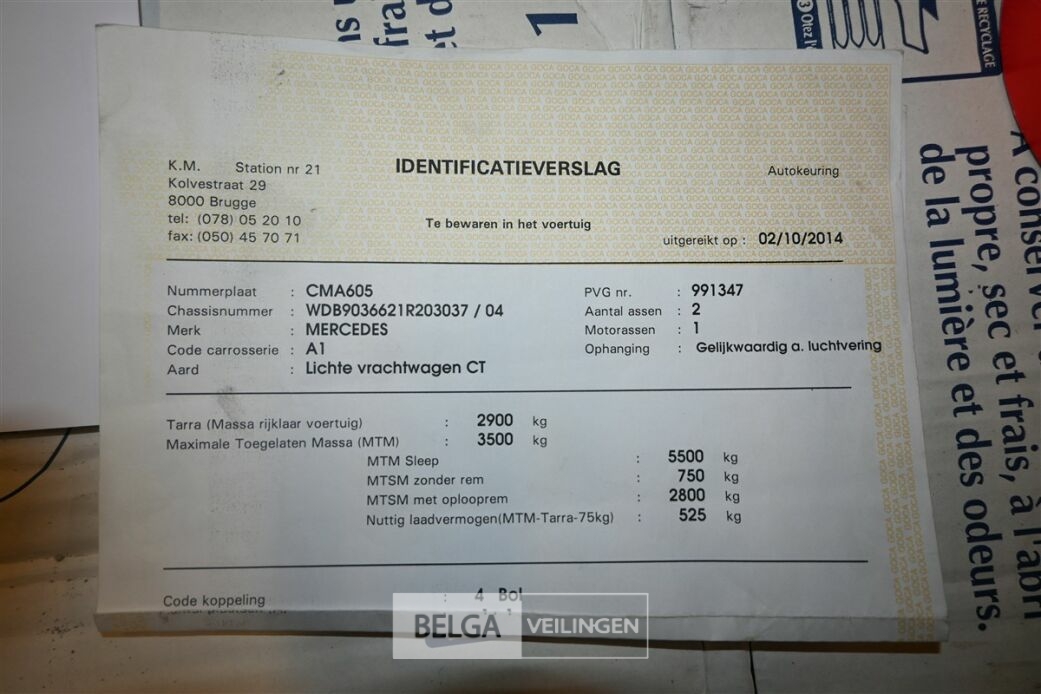 K.M. Station nr 21
Kolvestraat 29
8000 Brugge
tel: (078) 05 20 10
fax: (050) 45 70 71
IDENTIFICATIEVERSLAG
Te bewaren in het voertuig
Autokeuring
uitgereikt op : 02/10/2014
Nummerplaat : CMA605
Chassisnummer : WDB9036621R203037 / 04
Merk : MERCEDES
Code carrosserie : A1
Aard : Lichte vrachtwagen CT
PVG nr. : 991347
Aantal assen : 2
Motorassen : 1
Ophanging : Gelijkwaardig a. luchtvering
Tarra (Massa rijklaar voertuig) : 2900 kg
Maximale Toegelaten Massa (MTM) : 3500 kg
MTM Sleep : 5500 kg
MTSM zonder rem : 750 kg
MTSM met oplooprem : 2800 kg
Nuttig laadvermogen(MTM-Tarra-75kg) : 525 kg
Code koppeling : 4 Bol
BELGA VEILINGEN
et d
1
RECYCLAGE
A conserver
propre, sec et frais, à l'abri
de la lumière et des odeurs.